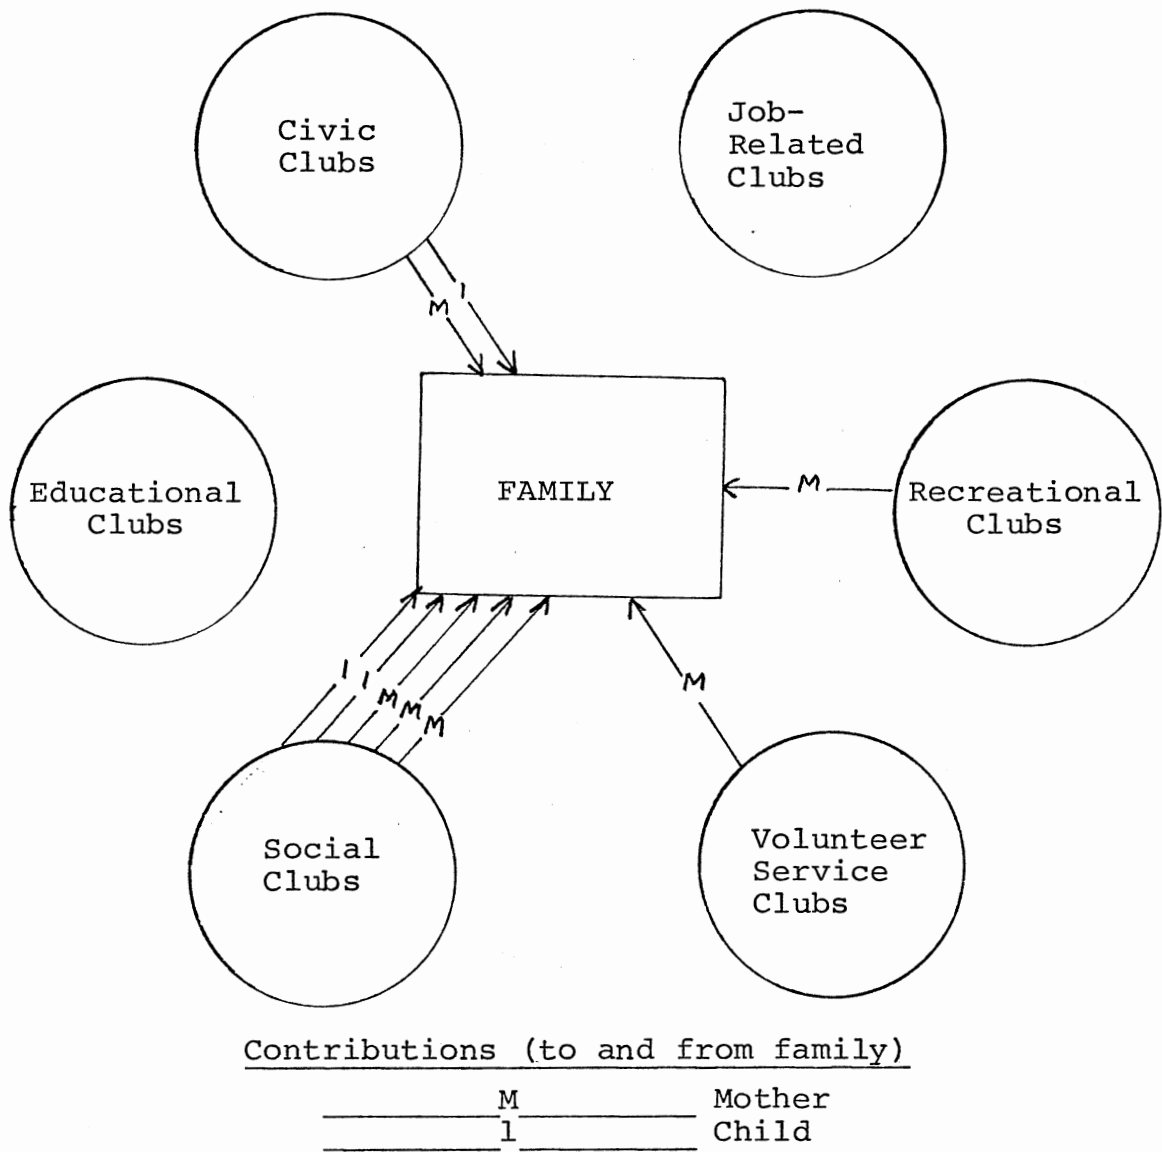 Civic
Clubs
Job-
Related
Clubs
M
1
Educational
Clubs
FAMILY
M
Recreational
Clubs
1
1
M
M
M
M
Social
Clubs
Volunteer
Service
Clubs
Contributions (to and from family)
M Mother
1 Child